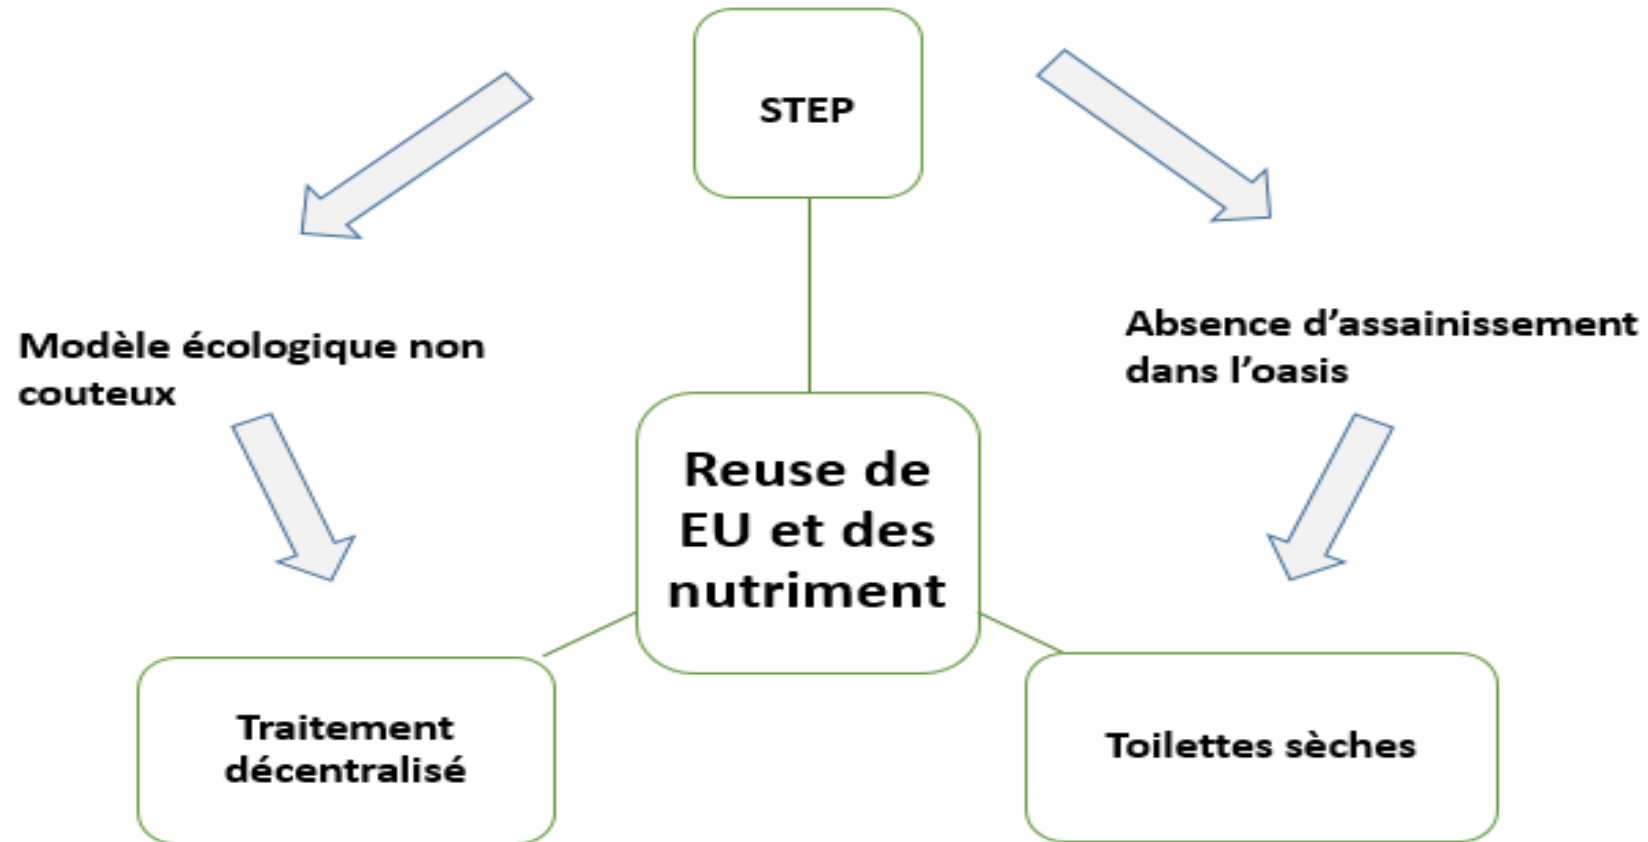 STEP
Modèle écologique non
couteux
Absence d’assainissement
dans l’oasis
Reuse de
EU et des
nutriment
Traitement
décentralisé
Toilettes sèches